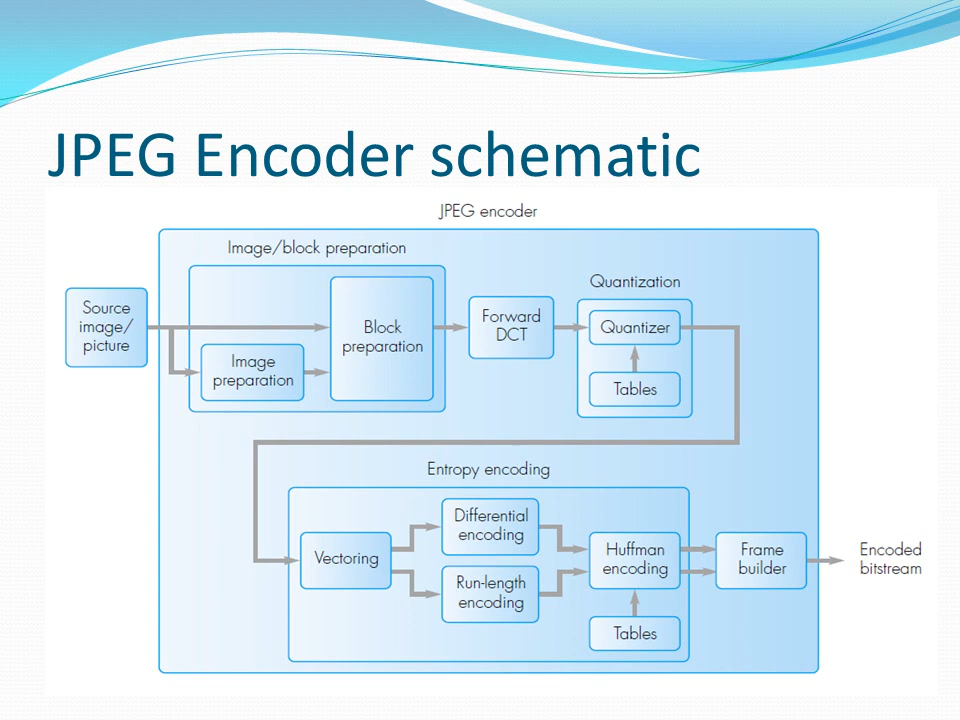 JPEG Encoder schematic
JPEG encoder
Image/block preparation
Source
image/
picture
Image
preparation
Block
preparation
Forward
DCT
Quantization
Quantizer
Tables
Entropy encoding
Vectoring
Differential
encoding
Run-length
encoding
Huffman
encoding
Tables
Frame
builder
Encoded
bitstream